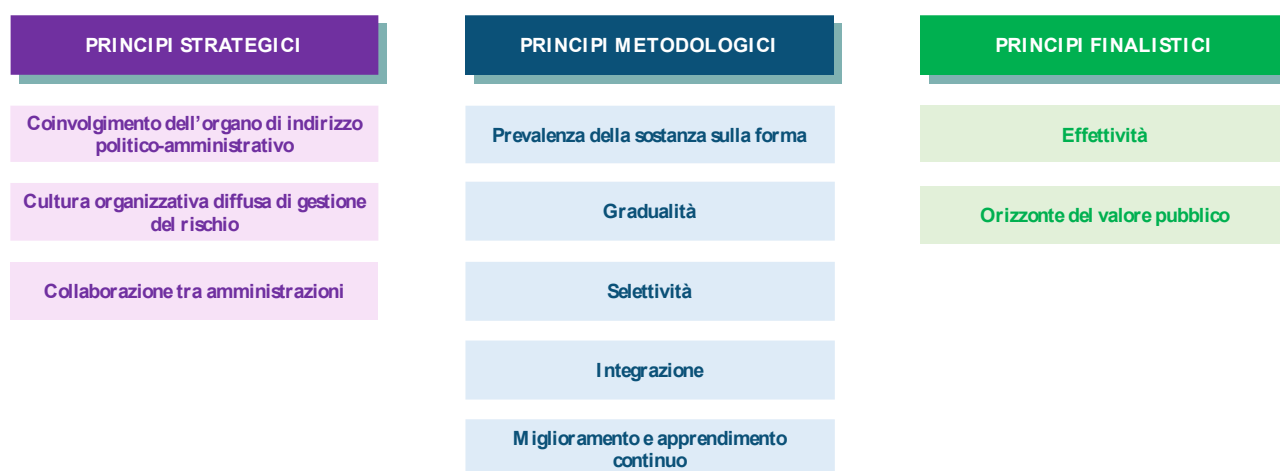 PRINCIPI STRATEGICI
Coinvolgimento dell'organo di indirizzo
politico-amministrativo
Cultura organizzativa diffusa di gestione
del rischio
Collaborazione tra amministrazioni
PRINCIPI METODOLOGICI
Prevalenza della sostanza sulla forma
Gradualità
Selettività
Integrazione
Miglioramento e apprendimento
continuo
PRINCIPI FINALISTICI
Effettività
Orizzonte del valore pubblico